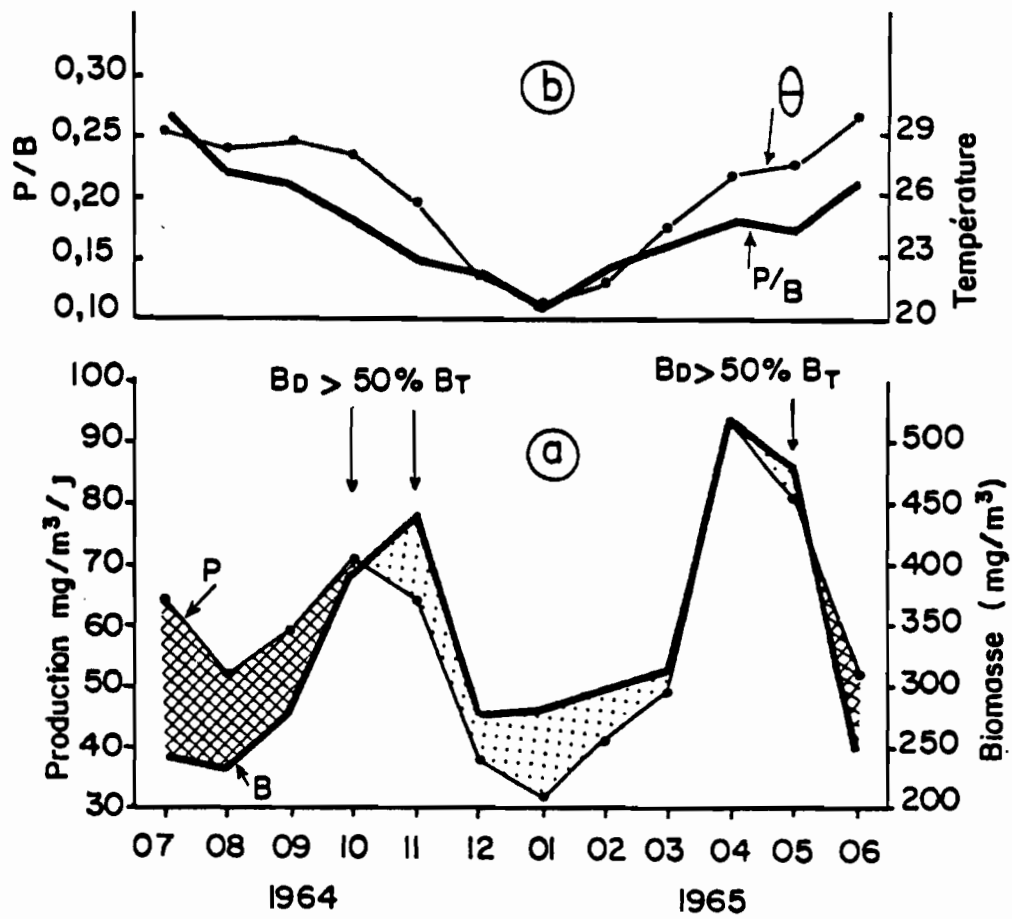 b
θ
P/B
0,30
0,25
0,20
0,15
0,10
P/B
29
26
23
20
Température
BD > 50% BT
BD > 50% BT
a
100
90
80
70
60
50
40
30
Production mg/m³/j
P
B
500
450
400
350
300
250
200
Biomasse (mg/m³)
07 08 09 10 11 12 01 02 03 04 05 06
1964 1965